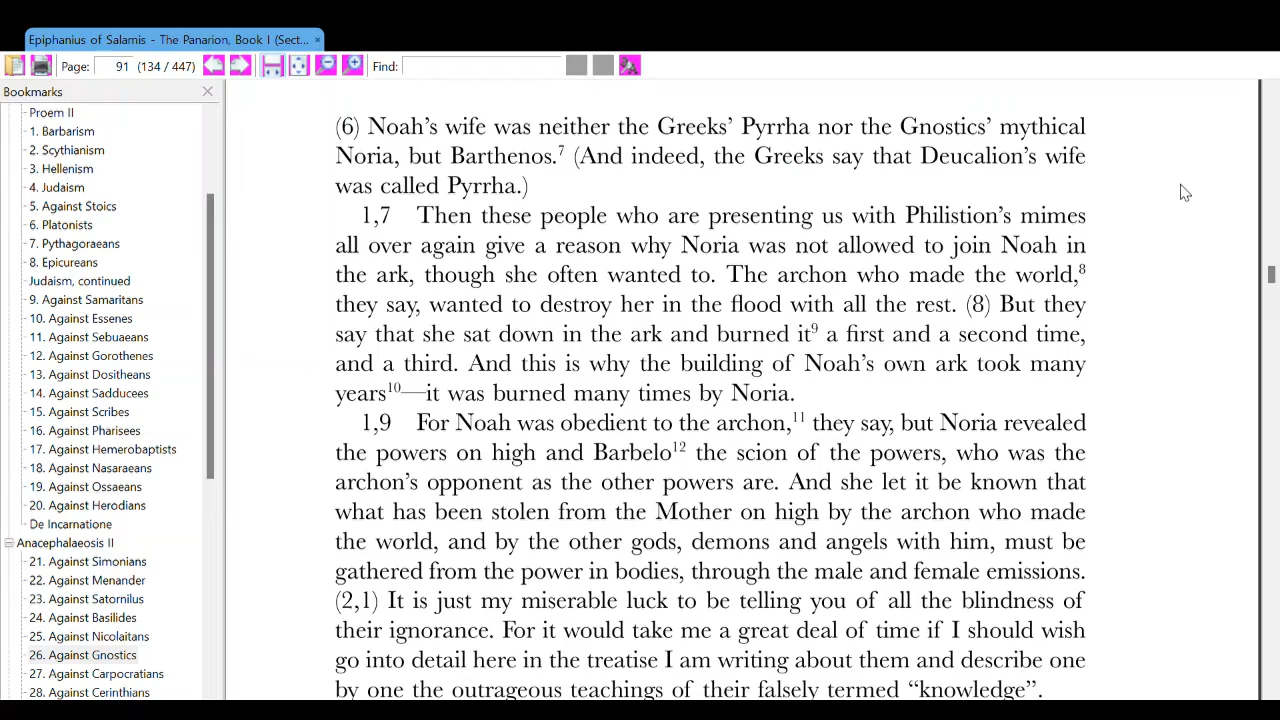 Epiphanius of Salamis - The Panarion, Book I (Sect... ×
Page: 91 (134 / 447) Find:
Bookmarks
Proem II
1. Barbarism
2. Scythianism
3. Hellenism
4. Judaism
5. Against Stoics
6. Platonists
7. Pythagoraeans
8. Epicureans
Judaism, continued
9. Against Samaritans
10. Against Essenes
11. Against Sebuaeans
12. Against Gorothenes
13. Against Dositheans
14. Against Sadducees
15. Against Scribes
16. Against Pharisees
17. Against Hemerobaptists
18. Against Nasaraeans
19. Against Ossaeans
20. Against Herodians
De Incarnatione
Anacephalaeosis II
21. Against Simonians
22. Against Menander
23. Against Satornilus
24. Against Basilides
25. Against Nicolaitans
26. Against Gnostics
27. Against Carpocratians
28. Against Cerinthians
(6) Noah’s wife was neither the Greeks’ Pyrrha nor the Gnostics’ mythical
Noria, but Barthenos.7 (And indeed, the Greeks say that Deucalion’s wife
was called Pyrrha.)
1,7 Then these people who are presenting us with Philistion’s mimes
all over again give a reason why Noria was not allowed to join Noah in
the ark, though she often wanted to. The archon who made the world,8
they say, wanted to destroy her in the flood with all the rest. (8) But they
say that she sat down in the ark and burned it9 a first and a second time,
and a third. And this is why the building of Noah’s own ark took many
years10—it was burned many times by Noria.
1,9 For Noah was obedient to the archon,11 they say, but Noria revealed
the powers on high and Barbelo12 the scion of the powers, who was the
archon’s opponent as the other powers are. And she let it be known that
what has been stolen from the Mother on high by the archon who made
the world, and by the other gods, demons and angels with him, must be
gathered from the power in bodies, through the male and female emissions.
(2,1) It is just my miserable luck to be telling you of all the blindness of
their ignorance. For it would take me a great deal of time if I should wish
go into detail here in the treatise I am writing about them and describe one
by one the outrageous teachings of their falsely termed “knowledge”.